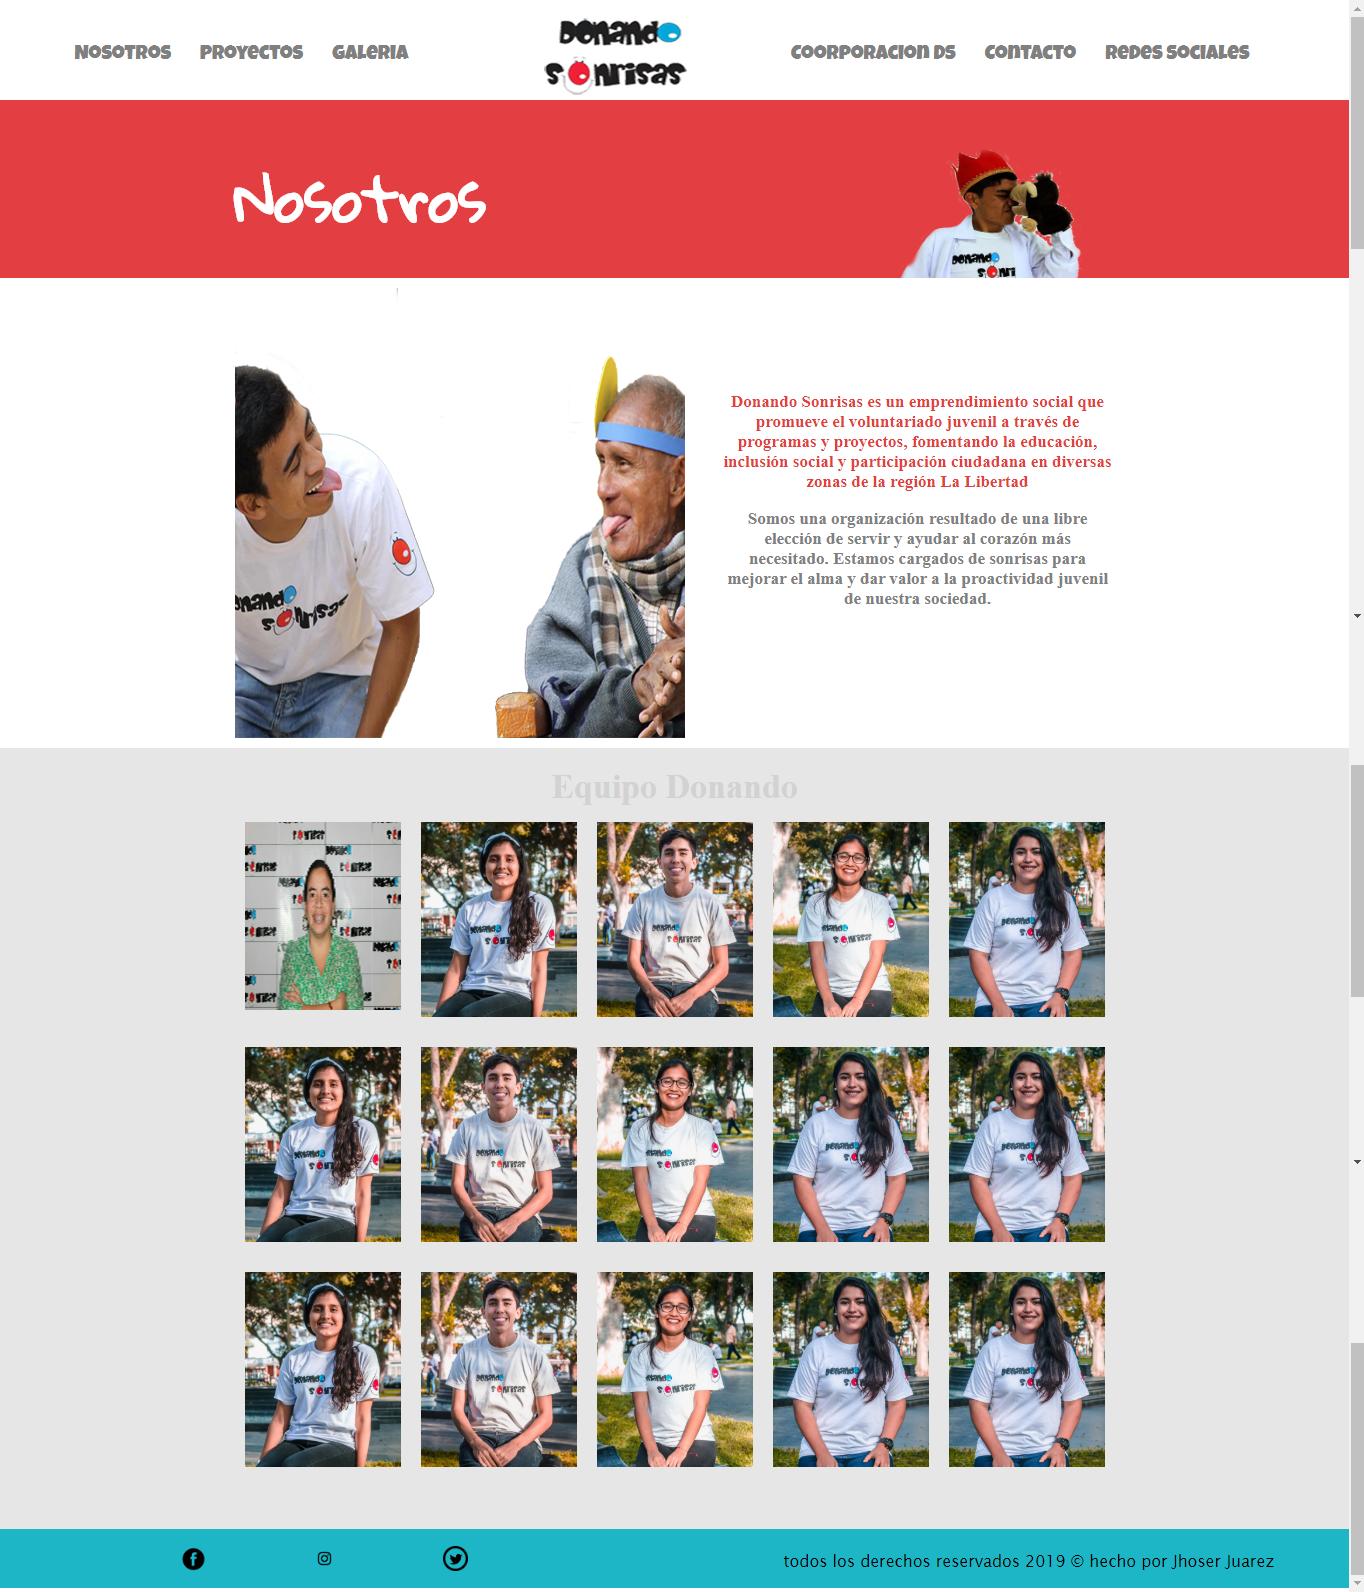 NOSOTROS PROYECTOS GALERIA
DONANDO
SONRISAS
COORPORACION DS CONTACTO REDES SOCIALES
Nosotros
DONANDO
SONRI
Donando Sonrisas es un emprendimiento social que
promueve el voluntariado juvenil a través de
programas y proyectos, fomentando la educación,
inclusión social y participación ciudadana en diversas
zonas de la región La Libertad
Somos una organización resultado de una libre
elección de servir y ayudar al corazón más
necesitado. Estamos cargados de sonrisas para
mejorar el alma y dar valor a la proactividad juvenil
de nuestra sociedad.
ONANDO
SONRISAS
Equipo Donando
todos los derechos reservados 2019 © hecho por Jhoser Juarez